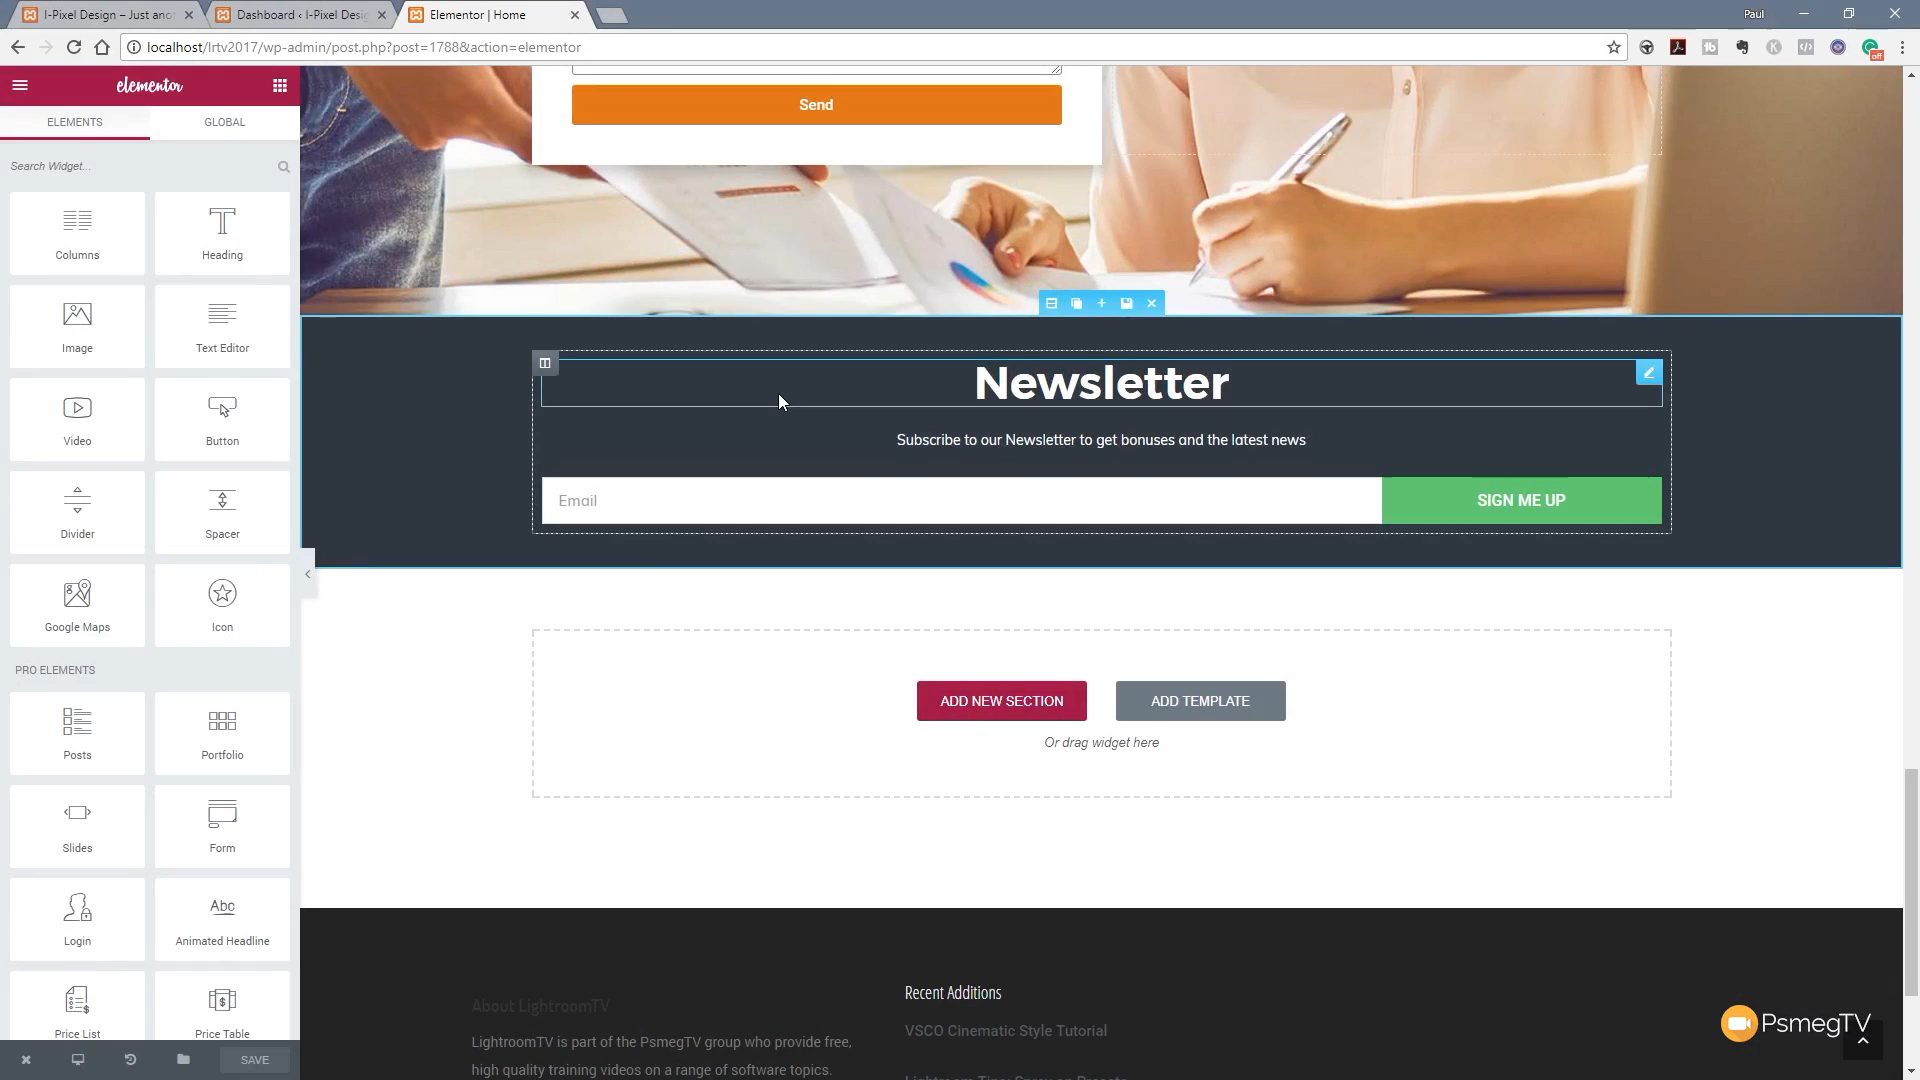 I-Pixel Design – Just ano
Dashboard ‹ I-Pixel Desig
Elementor | Home
Paul
localhost/lrtv2017/wp-admin/post.php?post=1788&action=elementor
off
elementor
ELEMENTS
GLOBAL
Search Widget...
Columns
Heading
Image
Text Editor
Video
Button
Divider
Spacer
Google Maps
Icon
PRO ELEMENTS
Posts
Portfolio
Slides
Form
Login
Abc
Animated Headline
Price List
Price Table
SAVE
Send
Newsletter
Subscribe to our Newsletter to get bonuses and the latest news
Email
SIGN ME UP
ADD NEW SECTION
ADD TEMPLATE
Or drag widget here
About LightroomTV
LightroomTV is part of the PsmegTV group who provide free,
high quality training videos on a range of software topics.
Recent Additions
VSCO Cinematic Style Tutorial
PsmegTV